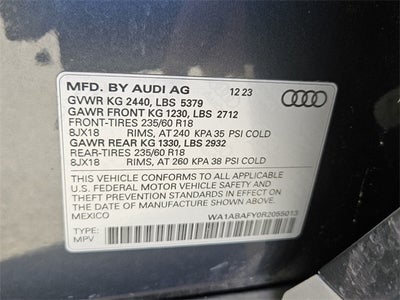 MFD. BY AUDI AG 12 23
GVWR KG 2440, LBS 5379
GAWR FRONT KG 1230, LBS 2712
FRONT-TIRES 235/60 R18
8JX18 RIMS, AT 240 KPA 35 PSI COLD
GAWR REAR KG 1330, LBS 2932
REAR-TIRES 235/60 R18
8JX18 RIMS, AT 260 KPA 38 PSI COLD
THIS VEHICLE CONFORMS TO ALL APPLICABLE
U.S. FEDERAL MOTOR VEHICLE SAFETY AND
THEFT PREVENTION STANDARDS IN EFFECT ON
THE DATE OF MANUFACTURE SHOWN ABOVE.
MEXICO WA1ABAFY0R2055013
TYPE:
MPV